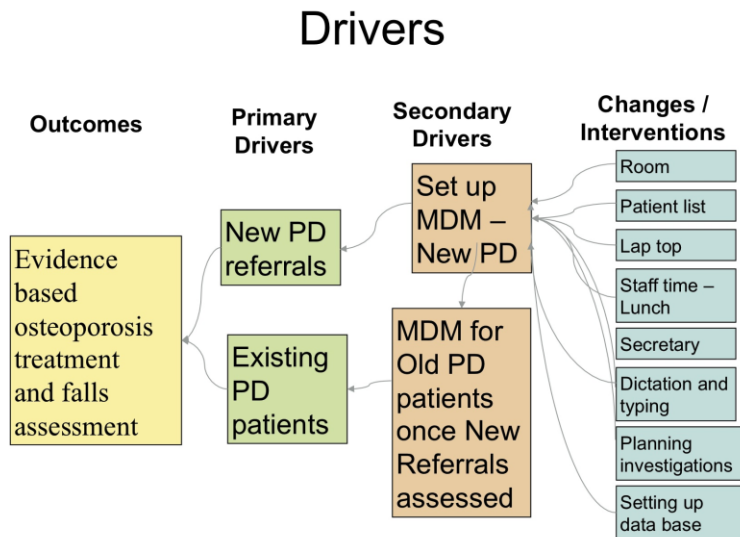 Drivers
Outcomes
Primary
Drivers
Secondary
Drivers
Changes /
Interventions
Evidence
based
osteoporosis
treatment
and falls
assessment
New PD
referrals
Existing
PD
patients
Set up
MDM –
New PD
MDM for
Old PD
patients
once New
Referrals
assessed
Room
Patient list
Lap top
Staff time –
Lunch
Secretary
Dictation and
typing
Planning
investigations
Setting up
data base